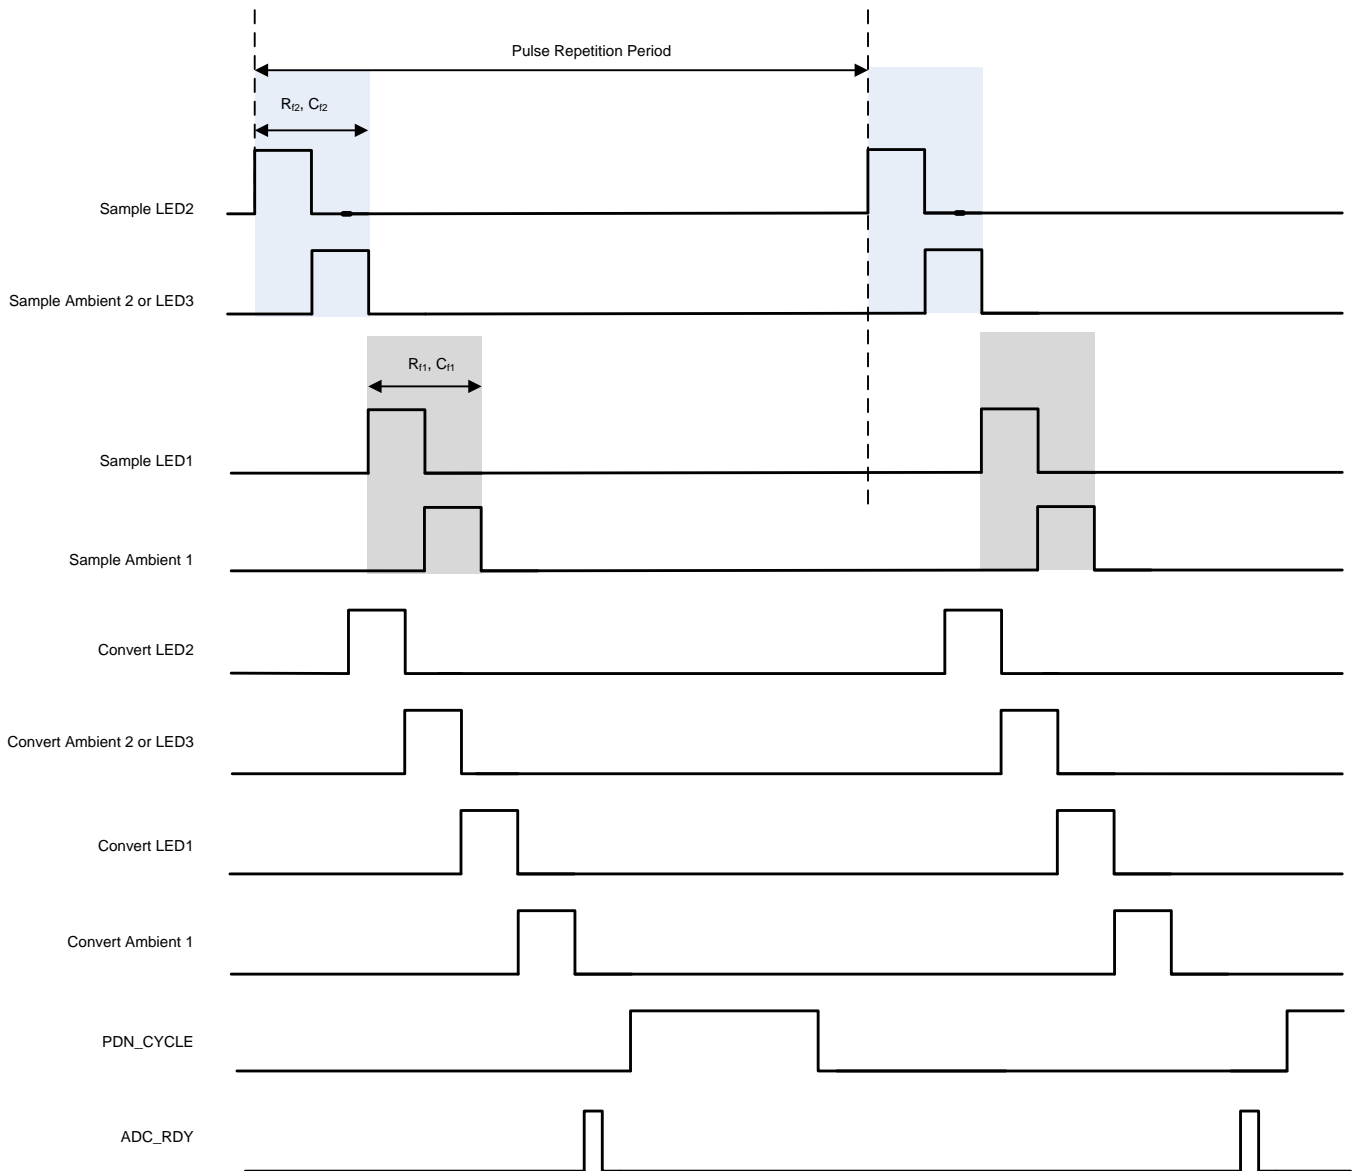 Pulse Repetition Period
Rf2, Cf2
Sample LED2
Sample Ambient 2 or LED3
Rf1, Cf1
Sample LED1
Sample Ambient 1
Convert LED2
Convert Ambient 2 or LED3
Convert LED1
Convert Ambient 1
PDN_CYCLE
ADC_RDY